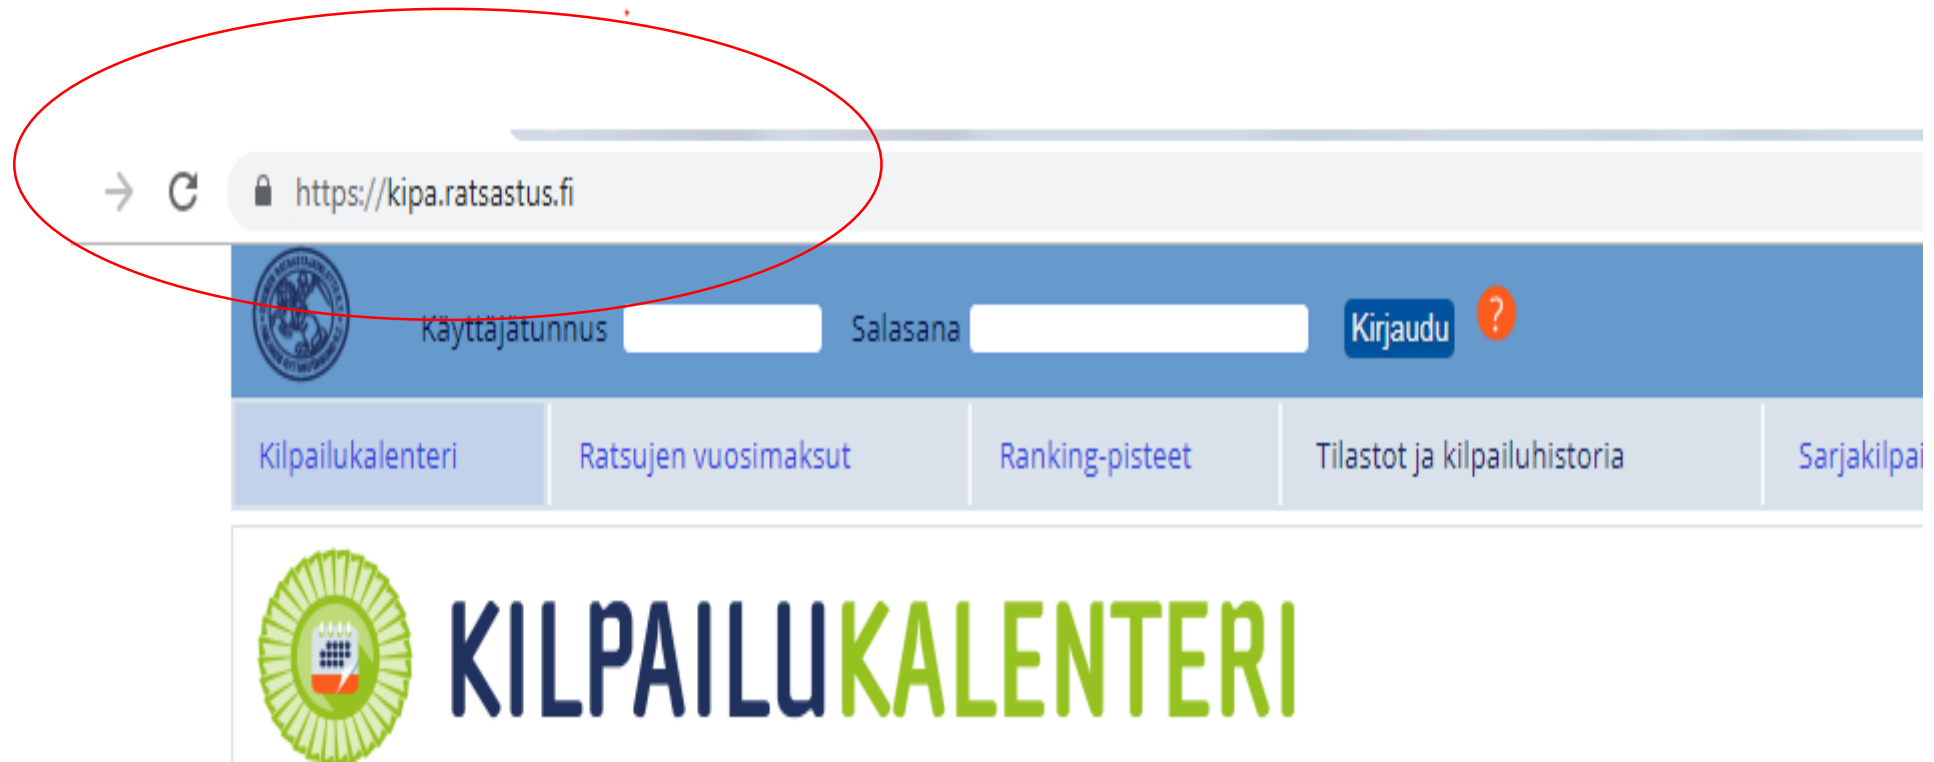 https://kipa.ratsastus.fi
Käyttäjätunnus Salasana Kirjaudu ?
Kilpailukalenteri Ratsujen vuosimaksut Ranking-pisteet Tilastot ja kilpailuhistoria Sarjakilpai
KILPAILUKALENTERI